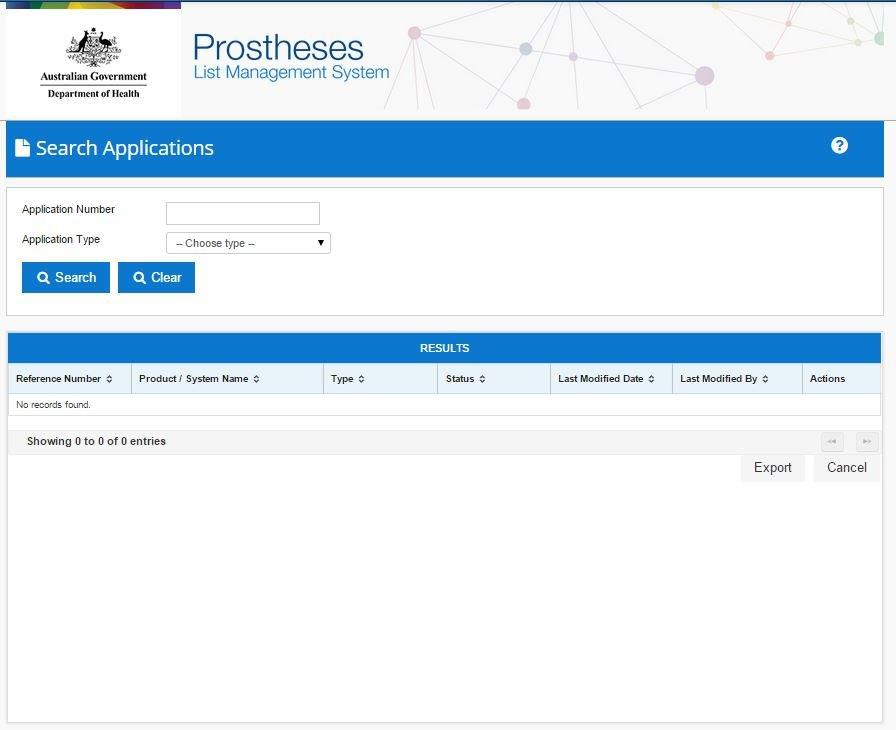 Prostheses
List Management System
Australian Government
Department of Health
Search Applications
?
Application Number
Application Type
-- Choose type --
Search
Clear
RESULTS
Reference Number
Product / System Name
Type
Status
Last Modified Date
Last Modified By
Actions
No records found.
Showing 0 to 0 of 0 entries
Export
Cancel